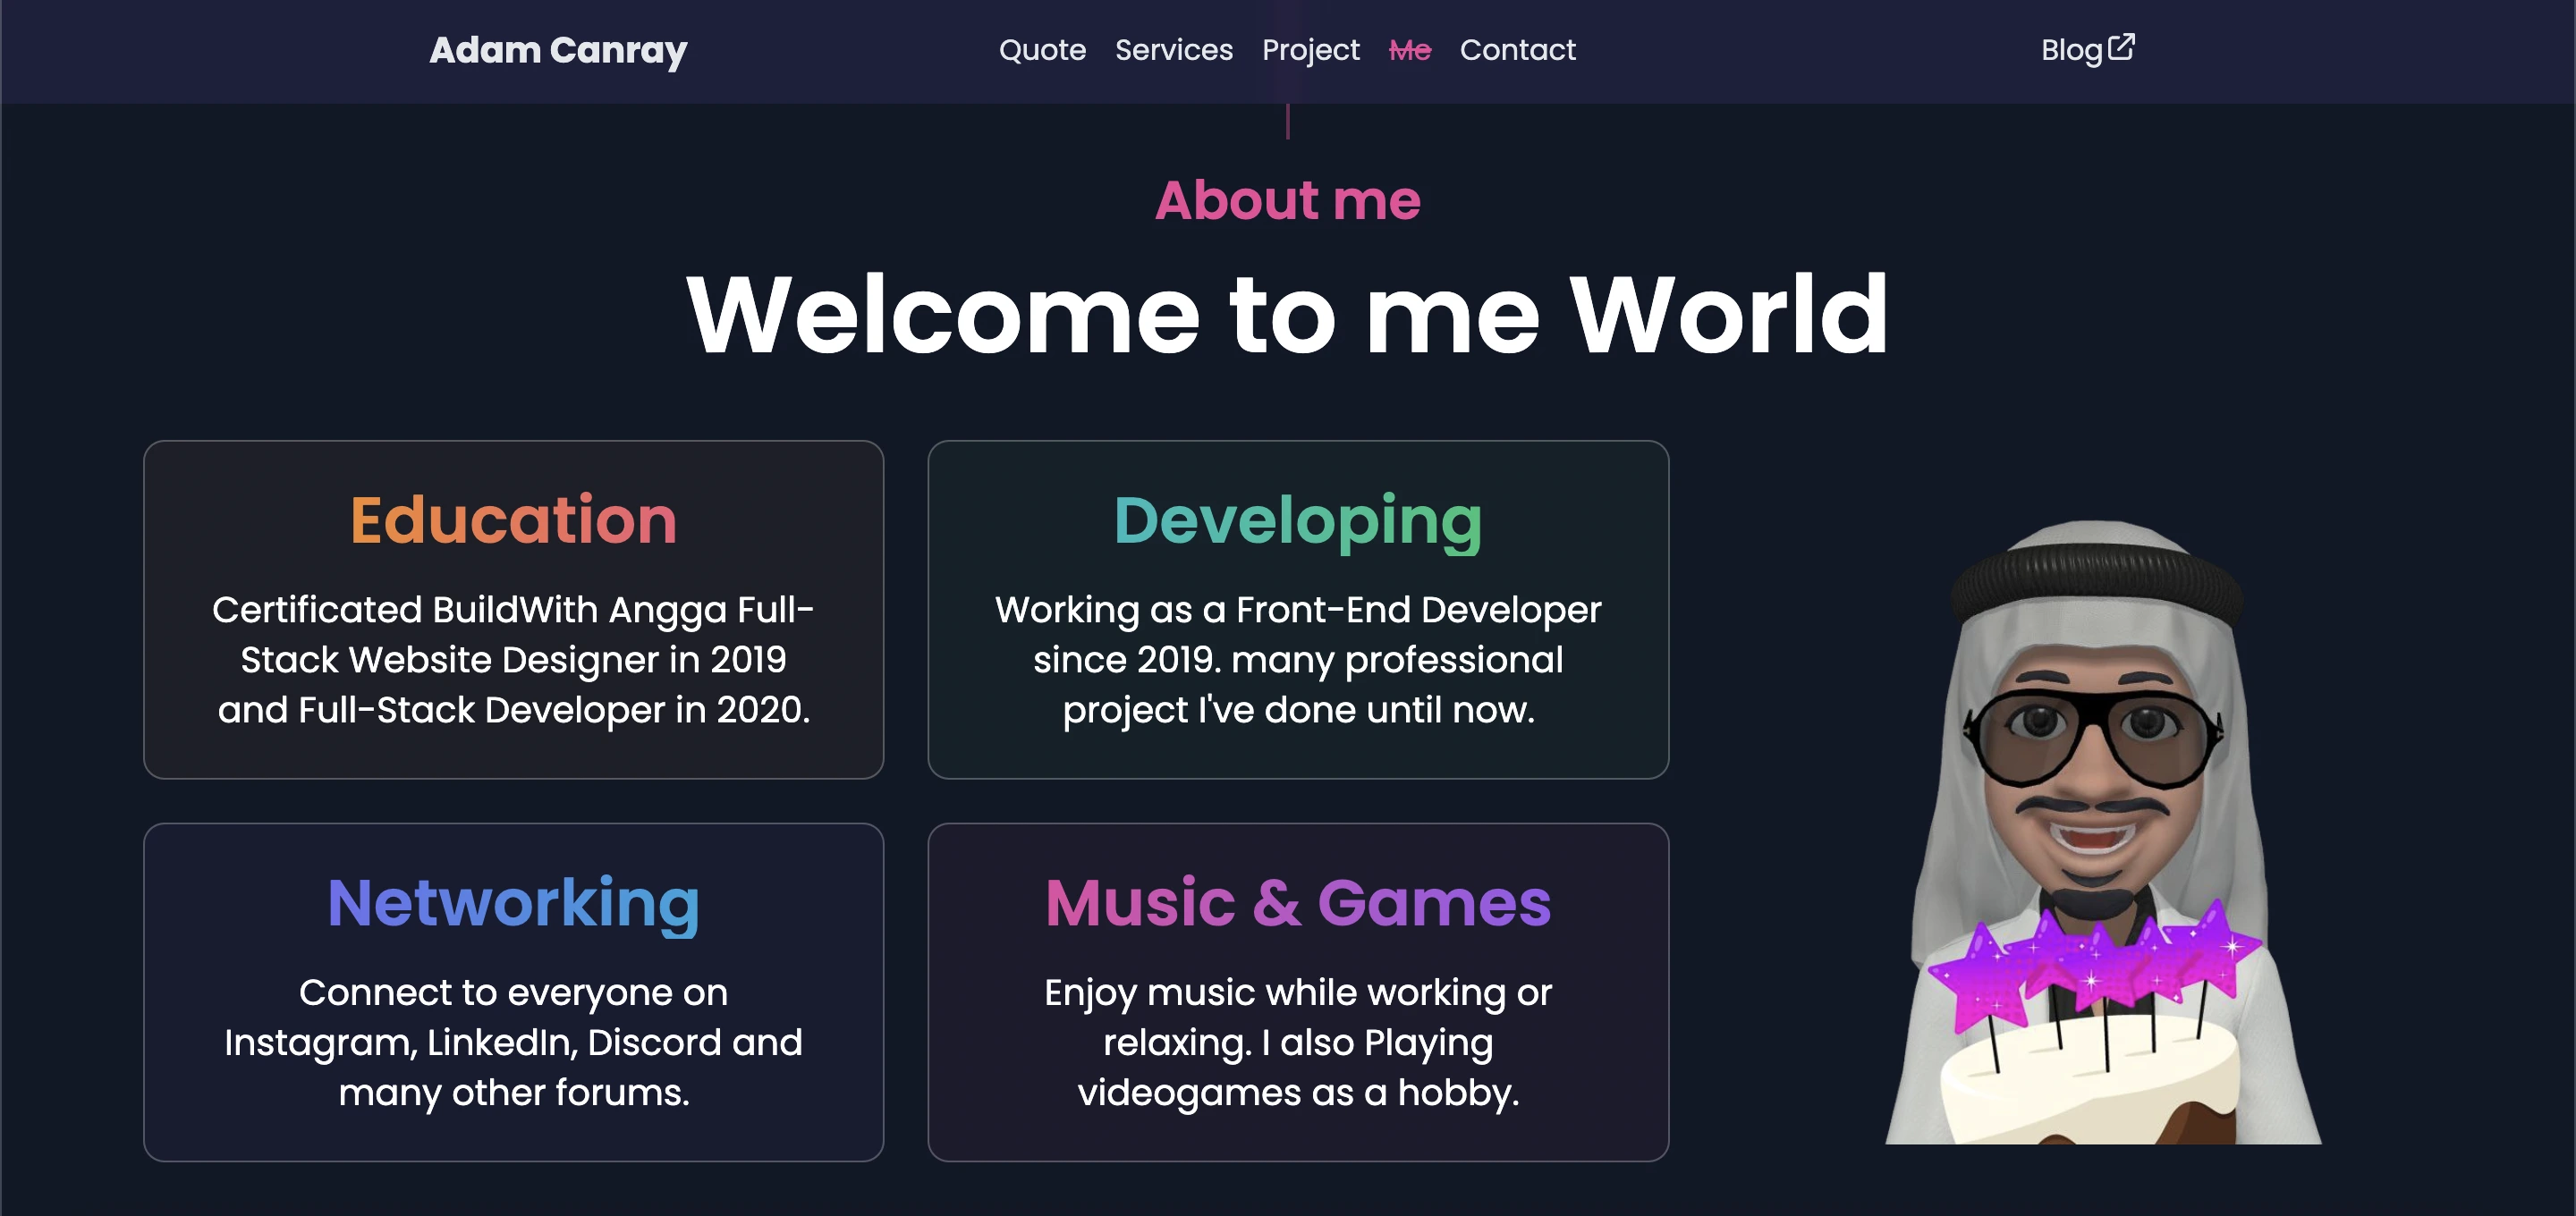 Adam Canray
Quote Services Project Me Contact
Blog
About me
Welcome to me World
Education
Certificated BuildWith Angga Full-
Stack Website Designer in 2019
and Full-Stack Developer in 2020.
Developing
Working as a Front-End Developer
since 2019. many professional
project I've done until now.
Networking
Connect to everyone on
Instagram, LinkedIn, Discord and
many other forums.
Music & Games
Enjoy music while working or
relaxing. I also Playing
videogames as a hobby.